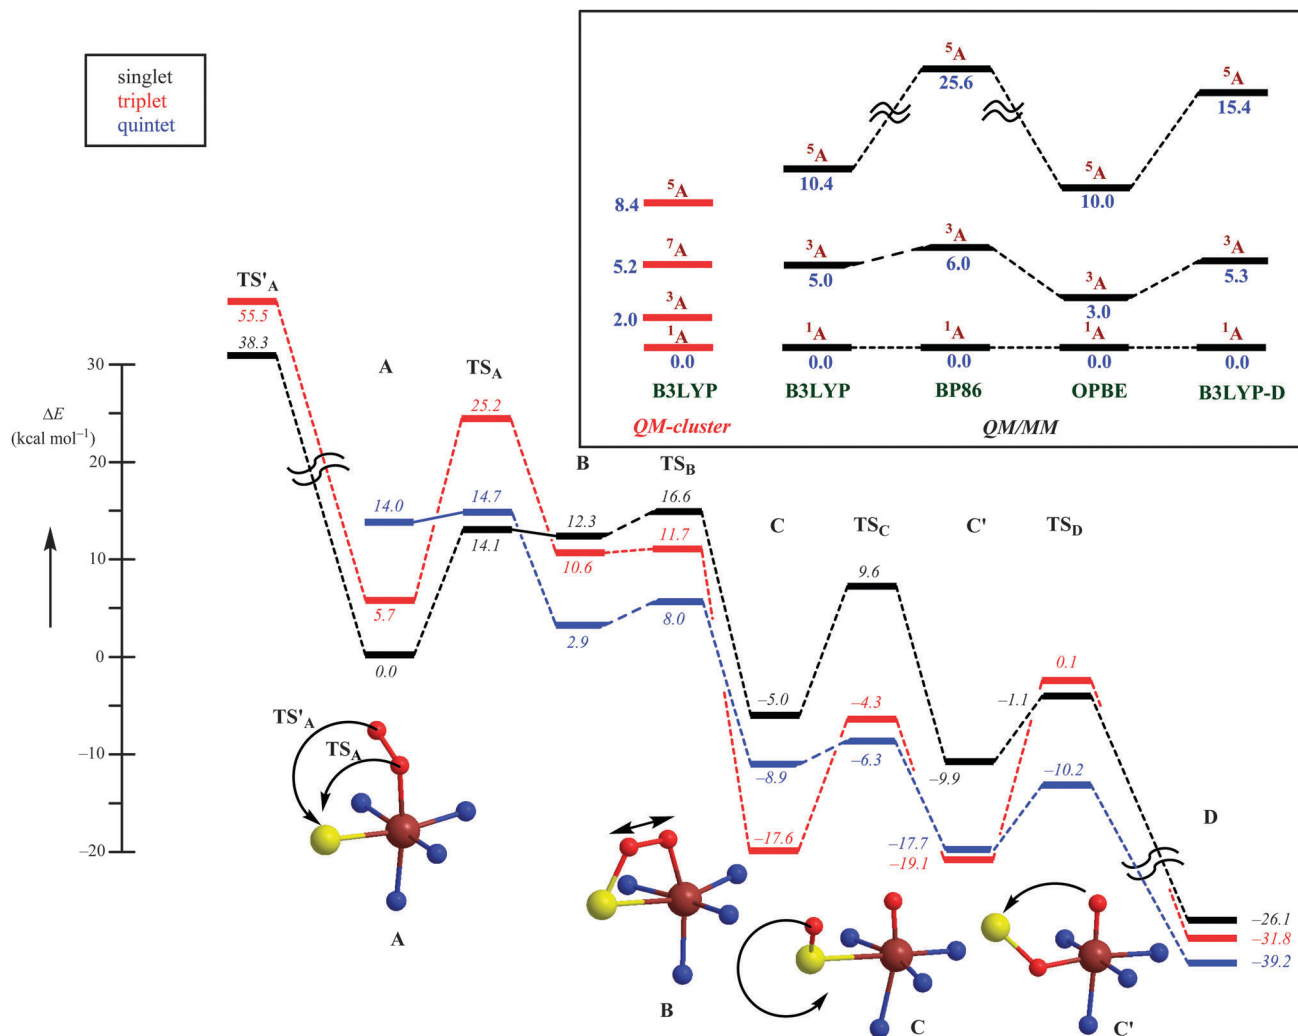 singlet
triplet
quintet
⁵A
25.6
⁵A
15.4
⁵A
10.4
⁵A
10.0
⁵A
8.4
⁷A
5.2
³A
2.0
¹A
0.0
³A
5.0
³A
6.0
³A
3.0
³A
5.3
¹A
0.0
¹A
0.0
¹A
0.0
¹A
0.0
B3LYP B3LYP BP86 OPBE B3LYP-D
QM-cluster QM/MM
TS'A
55.5
38.3
A
TSA
B
TSB
C
TSC
C'
TSD
D
30
20
10
0
−10
−20
ΔE
(kcal mol⁻¹)
14.0
5.7
0.0
25.2
14.7
14.1
12.3
10.6
2.9
16.6
11.7
8.0
−5.0
−8.9
−17.6
9.6
−4.3
−6.3
−9.9
−17.7
−19.1
0.1
−1.1
−10.2
−26.1
−31.8
−39.2
TS'A
TSA
A
B
C
C'